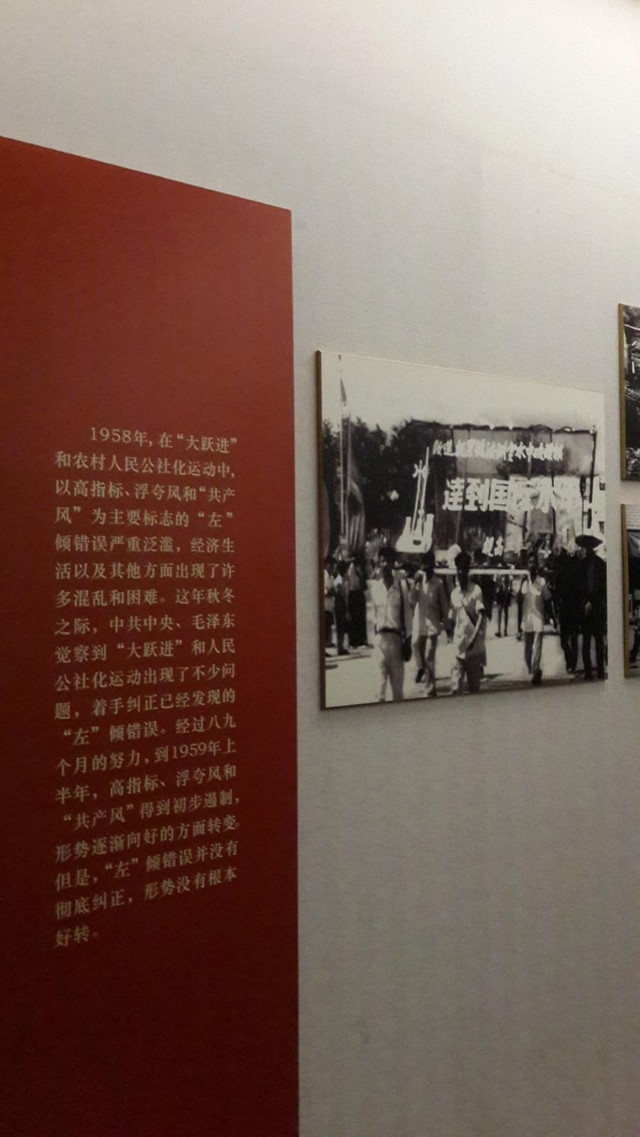 1958年，在“大跃进”
和农村人民公社化运动中，
以高指标、浮夸风和“共产
风”为主要标志的“左”
倾错误严重泛滥，经济生
活以及其他方面出现了许
多混乱和困难。这年秋冬
之际，中共中央、毛泽东
觉察到“大跃进”和人民
公社化运动出现了不少问
题，着手纠正已经发现的
“左”倾错误。经过八九
个月的努力，到1959年上
半年，高指标、浮夸风和
“共产风”得到初步遏制，
形势逐渐向好的方面转变。
但是，“左”倾错误并没有
彻底纠正，形势没有根本
好转。
達到国